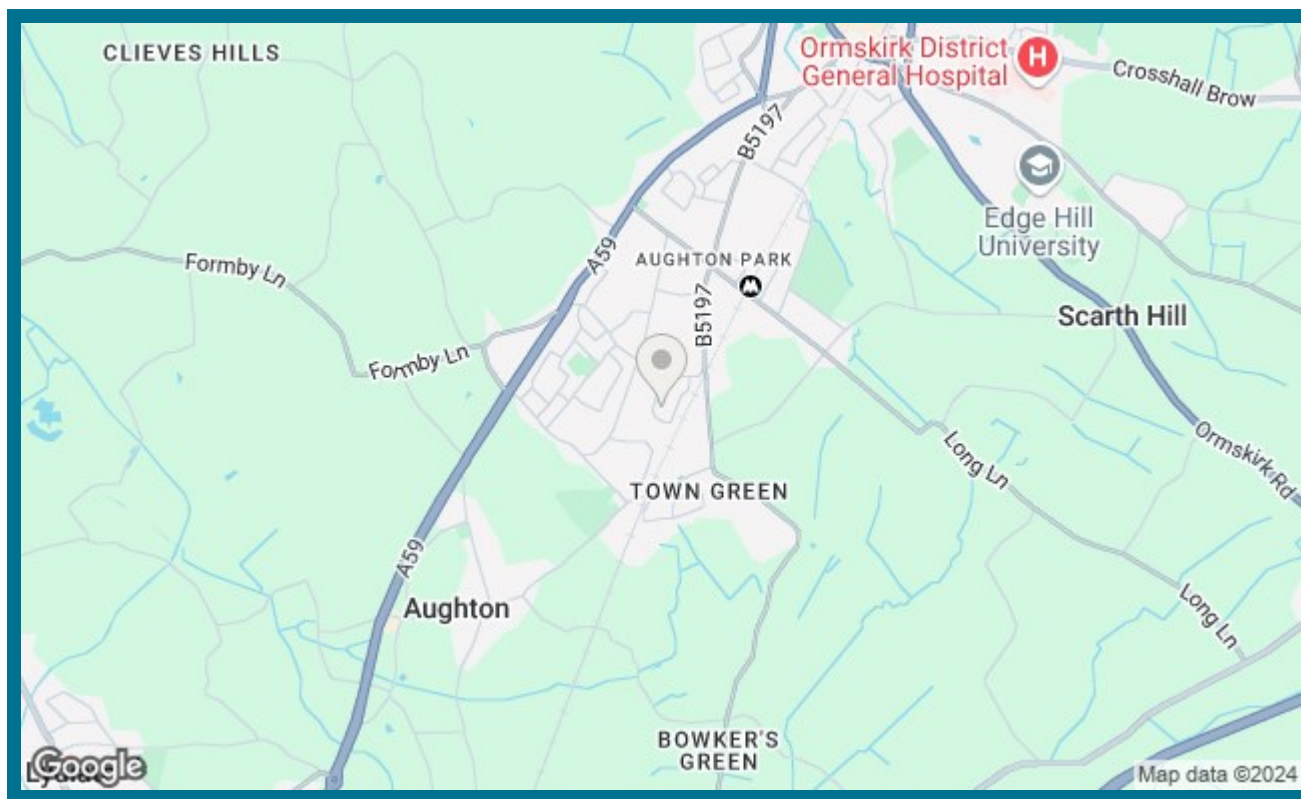 CLIEVES HILLS
Ormskirk District
General Hospital
H
Crosshall Brow
B5197
Edge Hill
University
A59
AUGHTON PARK
Formby Ln
B5197
Scarth Hill
Formby Ln
Long Ln
Ormskirk Rd
TOWN GREEN
A59
Aughton
Long Ln
BOWKER'S
GREEN
Google
Map data ©2024